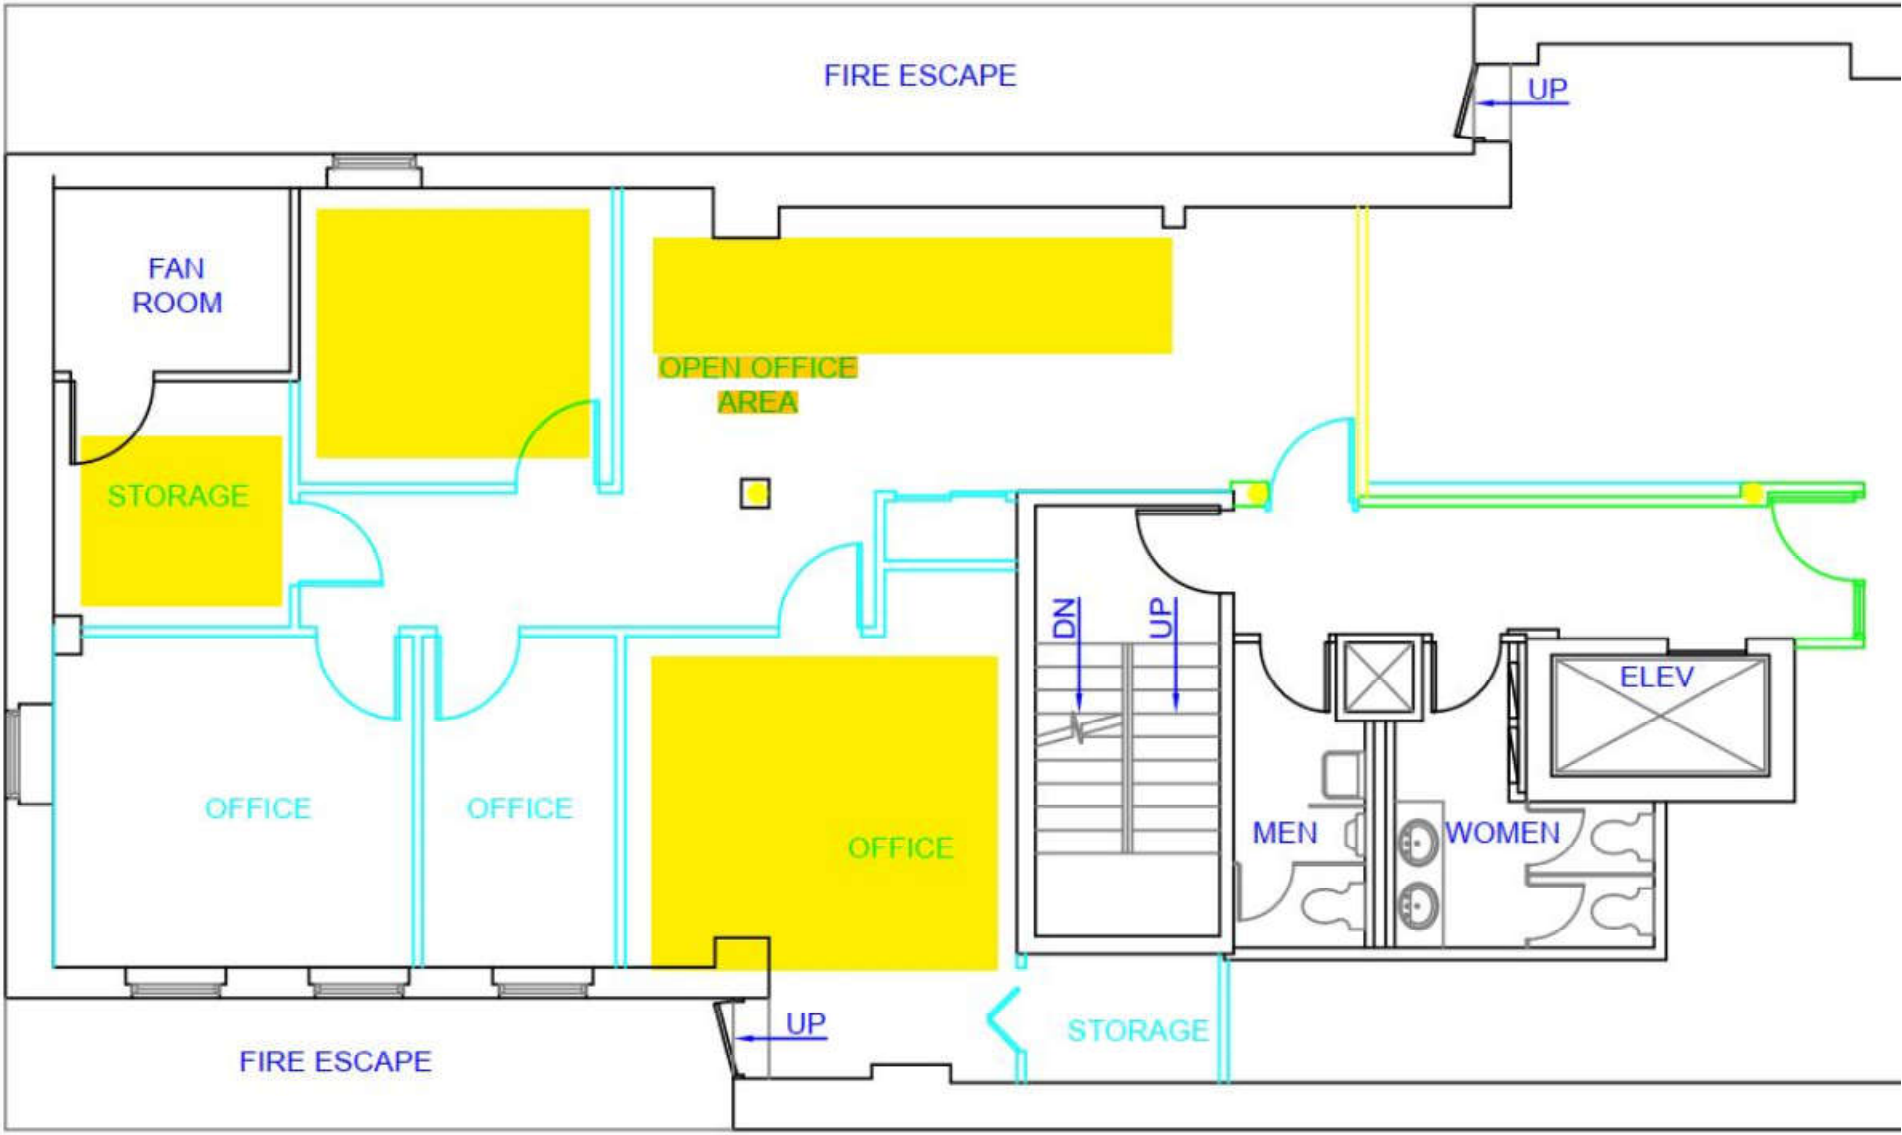 FIRE ESCAPE
UP
FAN
ROOM
OPEN OFFICE
AREA
STORAGE
DN
UP
ELEV
OFFICE
OFFICE
OFFICE
MEN
WOMEN
UP
STORAGE
FIRE ESCAPE